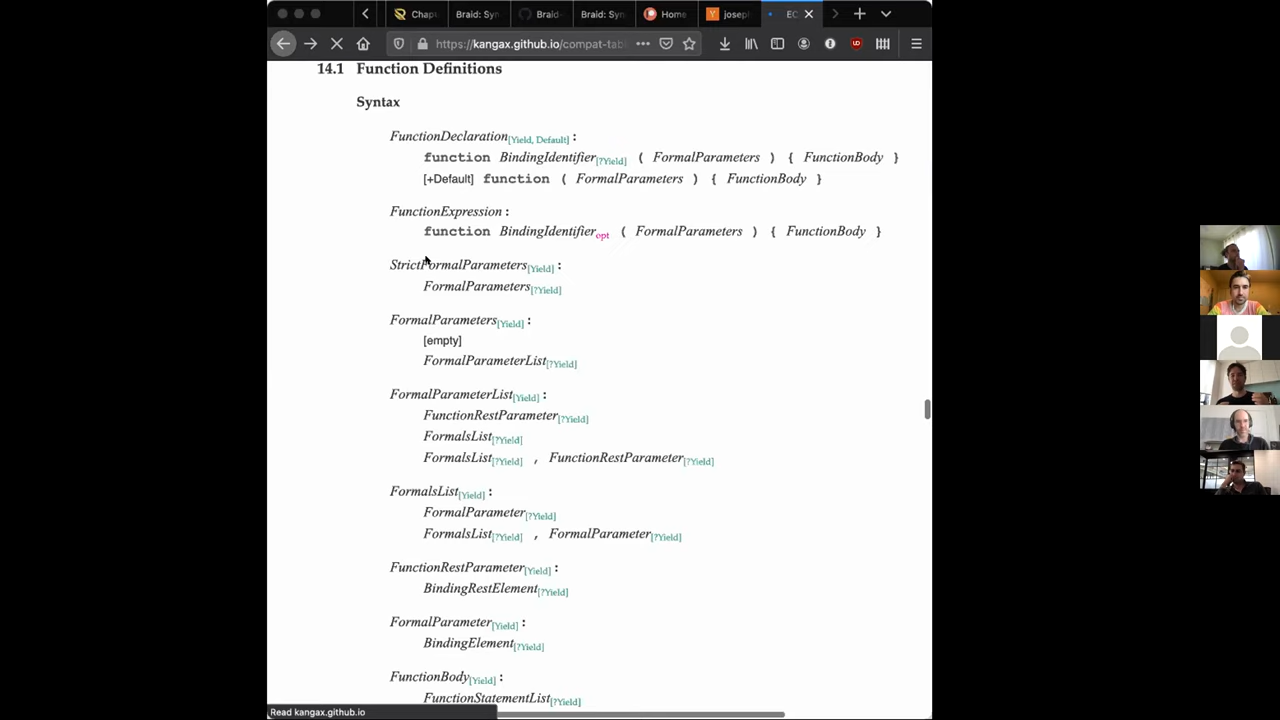 Chapu
Braid: Syn
Braid-
Braid: Syn
Home
Y
joseph
EC
https://kangax.github.io/compat-tab
14.1 Function Definitions
Syntax
FunctionDeclaration[Yield, Default] :
function BindingIdentifier[?Yield] ( FormalParameters ) { FunctionBody }
[+Default] function ( FormalParameters ) { FunctionBody }
FunctionExpression :
function BindingIdentifieropt ( FormalParameters ) { FunctionBody }
StrictFormalParameters[Yield] :
FormalParameters[?Yield]
FormalParameters[Yield] :
[empty]
FormalParameterList[?Yield]
FormalParameterList[Yield] :
FunctionRestParameter[?Yield]
FormalsList[?Yield]
FormalsList[?Yield] , FunctionRestParameter[?Yield]
FormalsList[Yield] :
FormalParameter[?Yield]
FormalsList[?Yield] , FormalParameter[?Yield]
FunctionRestParameter[Yield] :
BindingRestElement[?Yield]
FormalParameter[Yield] :
BindingElement[?Yield]
FunctionBody[Yield] :
FunctionStatementList[?Yield]
Read kangax.github.io